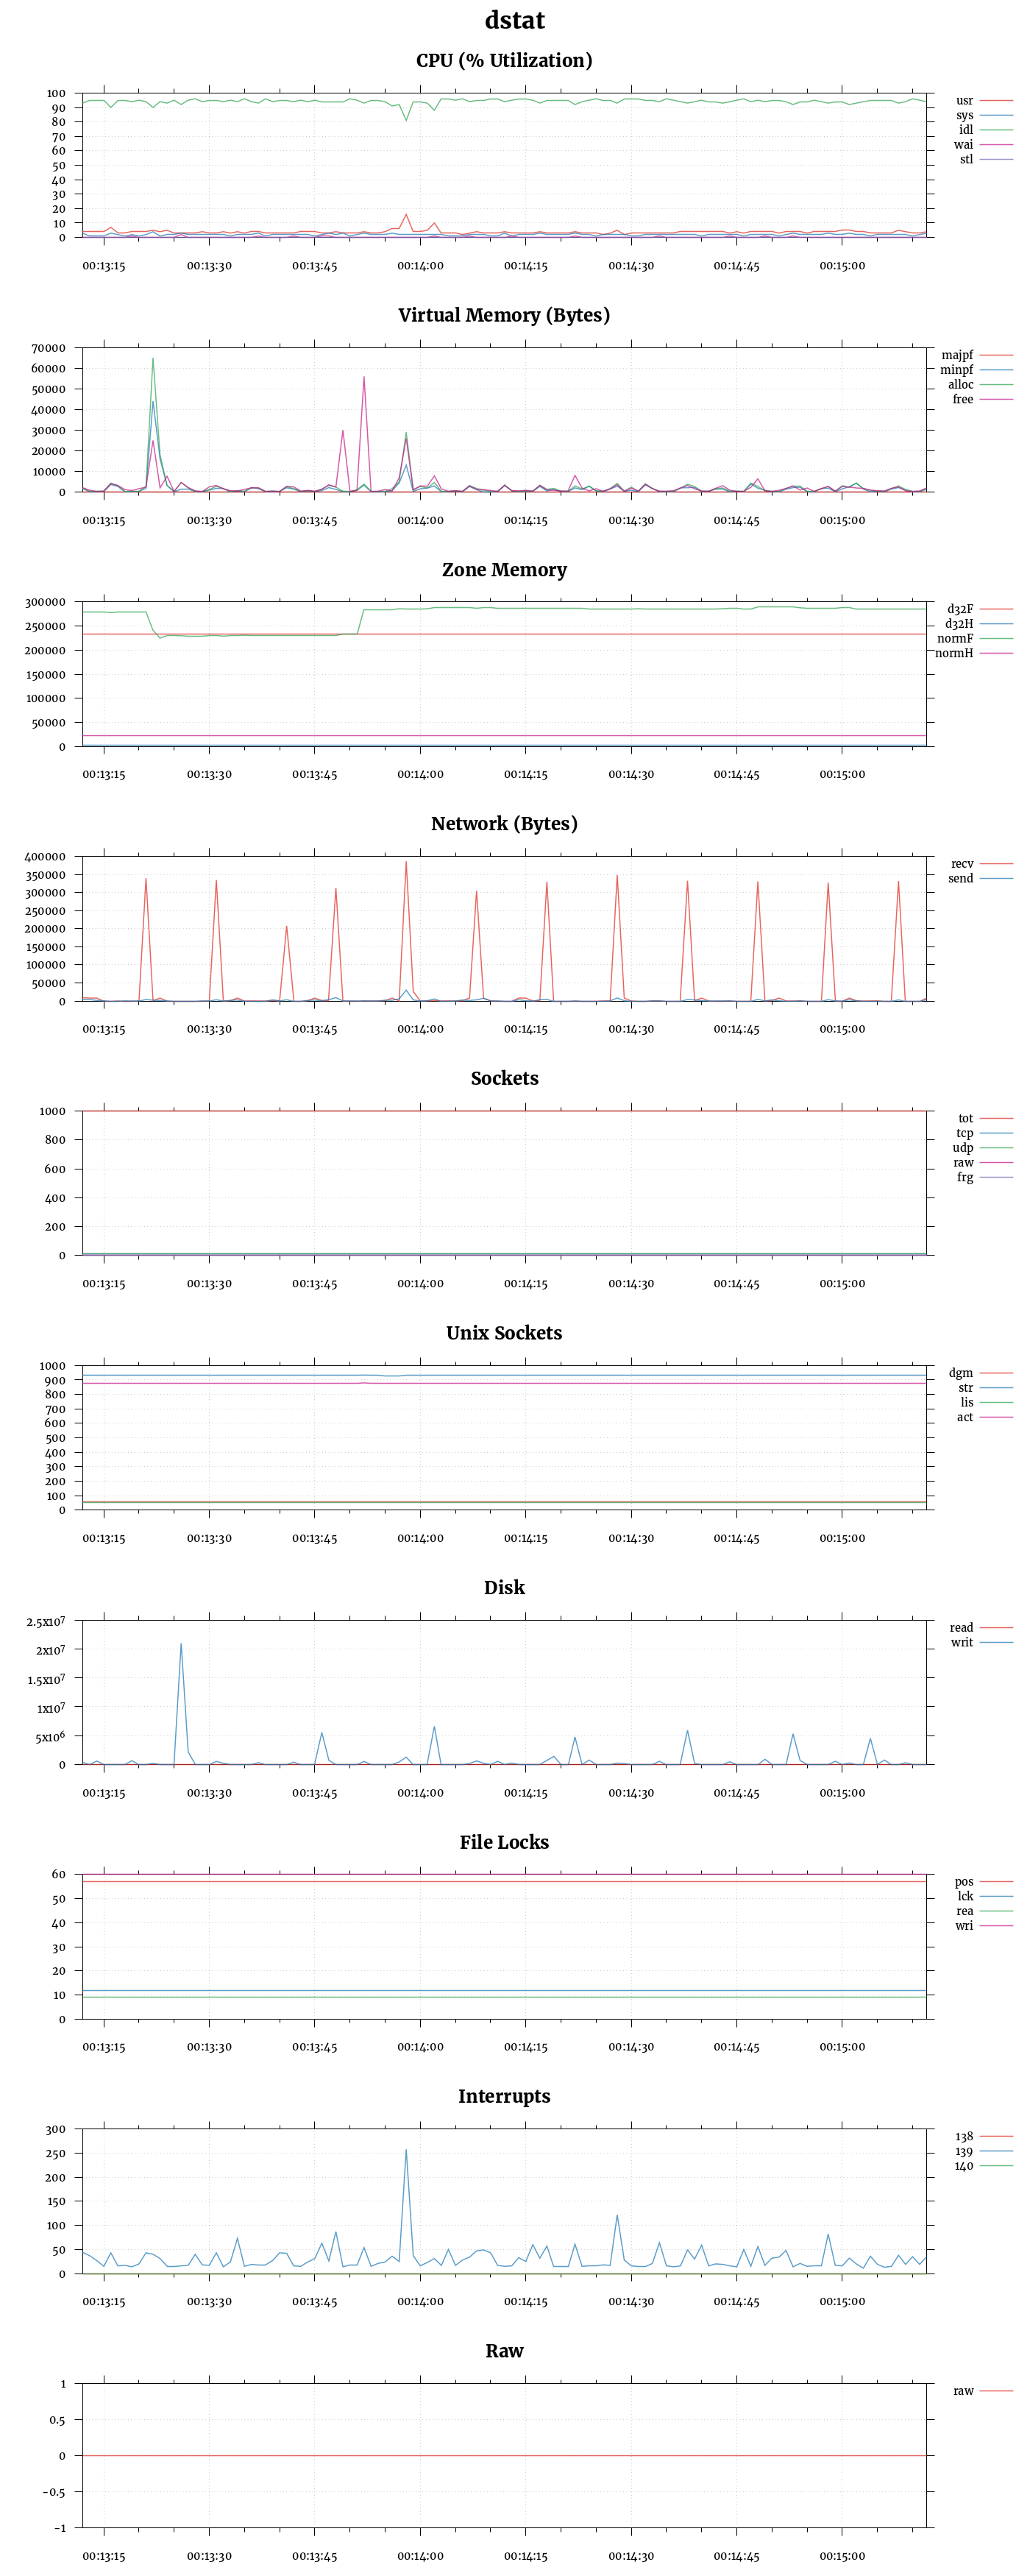 dstat
CPU (% Utilization)
100
90
80
70
60
50
40
30
20
10
0
usr
sys
idl
wai
stl
00:13:15 00:13:30 00:13:45 00:14:00 00:14:15 00:14:30 00:14:45 00:15:00
Virtual Memory (Bytes)
70000
60000
50000
40000
30000
20000
10000
0
majpf
minpf
alloc
free
00:13:15 00:13:30 00:13:45 00:14:00 00:14:15 00:14:30 00:14:45 00:15:00
Zone Memory
300000
250000
200000
150000
100000
50000
0
d32F
d32H
normF
normH
00:13:15 00:13:30 00:13:45 00:14:00 00:14:15 00:14:30 00:14:45 00:15:00
Network (Bytes)
400000
350000
300000
250000
200000
150000
100000
50000
0
recv
send
00:13:15 00:13:30 00:13:45 00:14:00 00:14:15 00:14:30 00:14:45 00:15:00
Sockets
1000
800
600
400
200
0
tot
tcp
udp
raw
frg
00:13:15 00:13:30 00:13:45 00:14:00 00:14:15 00:14:30 00:14:45 00:15:00
Unix Sockets
1000
900
800
700
600
500
400
300
200
100
0
dgm
str
lis
act
00:13:15 00:13:30 00:13:45 00:14:00 00:14:15 00:14:30 00:14:45 00:15:00
Disk
2.5x10⁷
2x10⁷
1.5x10⁷
1x10⁷
5x10⁶
0
read
writ
00:13:15 00:13:30 00:13:45 00:14:00 00:14:15 00:14:30 00:14:45 00:15:00
File Locks
60
50
40
30
20
10
0
pos
lck
rea
wri
00:13:15 00:13:30 00:13:45 00:14:00 00:14:15 00:14:30 00:14:45 00:15:00
Interrupts
300
250
200
150
100
50
0
138
139
140
00:13:15 00:13:30 00:13:45 00:14:00 00:14:15 00:14:30 00:14:45 00:15:00
Raw
1
0.5
0
-0.5
-1
raw
00:13:15 00:13:30 00:13:45 00:14:00 00:14:15 00:14:30 00:14:45 00:15:00